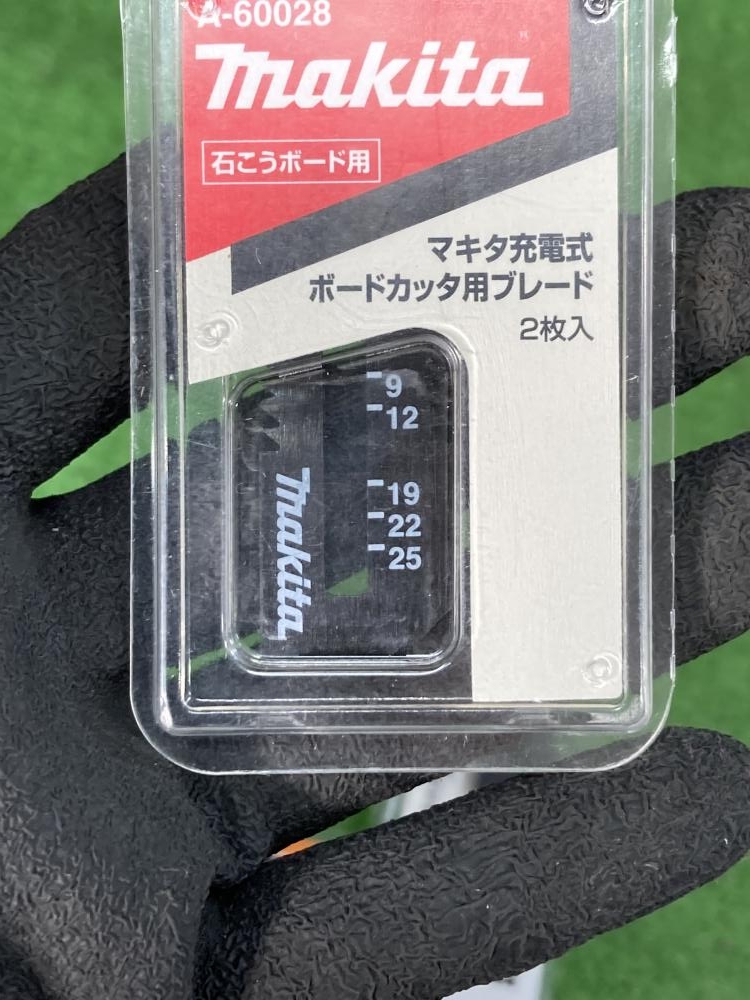 A-60028
makita
石こうボード用
マキタ充電式
ボードカッタ用ブレード
2枚入
9
12
19
22
25
makita